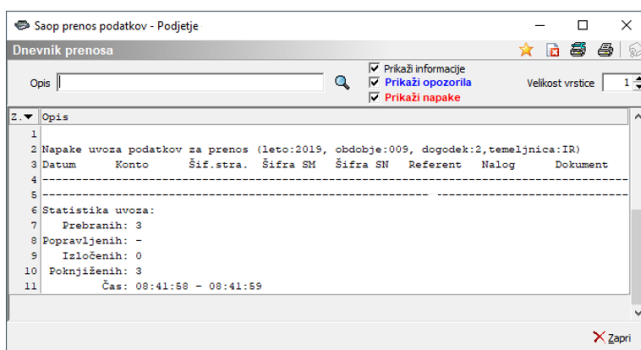 Saop prenos podatkov - Podjetje
Dnevnik prenosa
Opis
Prikaži informacije
Prikaži opozorila
Prikaži napake
Velikost vrstice 1
Z. Opis
1
2 Napake uvoza podatkov za prenos (leto:2019, obdobje:009, dogodek:2,temeljnica:IR)
3 Datum Konto Šif.stra. Šifra SM Šifra SN Referent Nalog Dokument
4 --------------------------------------------------------------------------------
5 --------------------------------------------------------------------------------
6 Statistika uvoza:
7 Prebranih: 3
8 Popravljenih: -
9 Izločenih: 0
10 Poknjiženih: 3
11 Čas: 08:41:58 - 08:41:59
Zapri